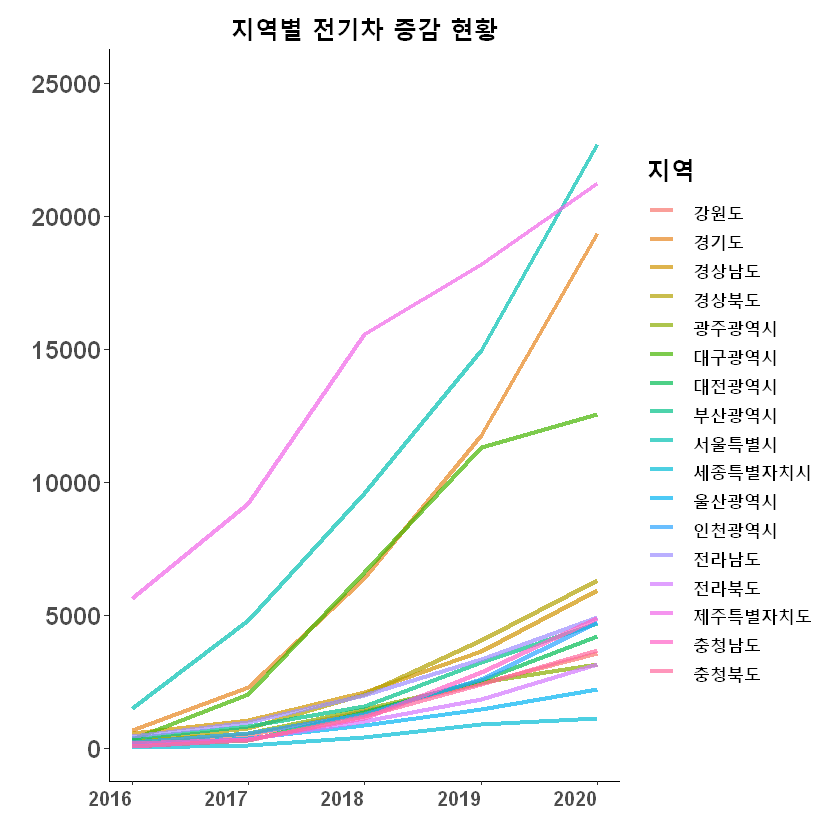 지역별 전기차 증감 현황
25000
20000
15000
10000
5000
0
2016 2017 2018 2019 2020
지역
강원도
경기도
경상남도
경상북도
광주광역시
대구광역시
대전광역시
부산광역시
서울특별시
세종특별자치시
울산광역시
인천광역시
전라남도
전라북도
제주특별자치도
충청남도
충청북도